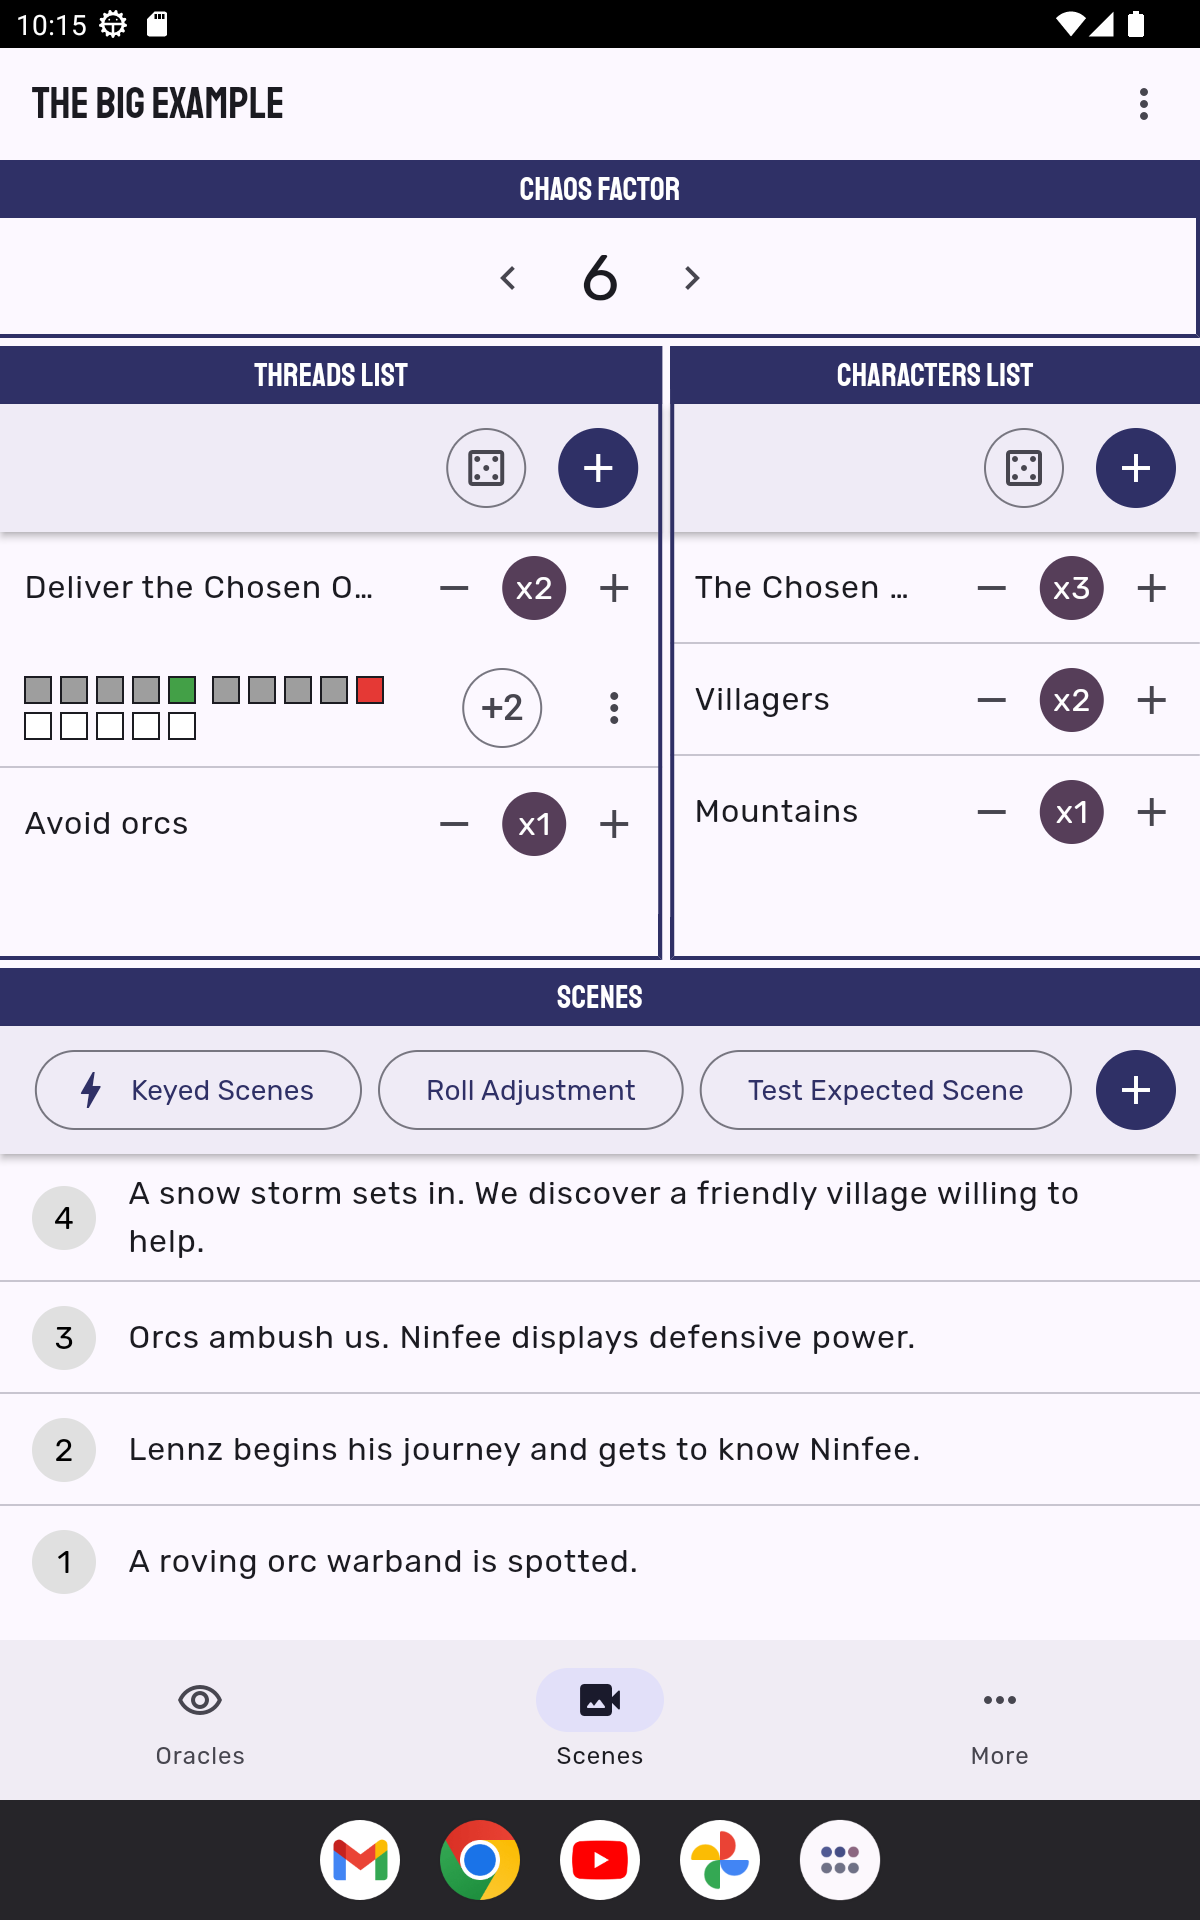 10:15
THE BIG EXAMPLE
CHAOS FACTOR
6
THREADS LIST
Deliver the Chosen O...
x2
+2
Avoid orcs
x1
CHARACTERS LIST
The Chosen ...
x3
Villagers
x2
Mountains
x1
SCENES
Keyed Scenes
Roll Adjustment
Test Expected Scene
4
A snow storm sets in. We discover a friendly village willing to
help.
3
Orcs ambush us. Ninfee displays defensive power.
2
Lennz begins his journey and gets to know Ninfee.
1
A roving orc warband is spotted.
Oracles
Scenes
More